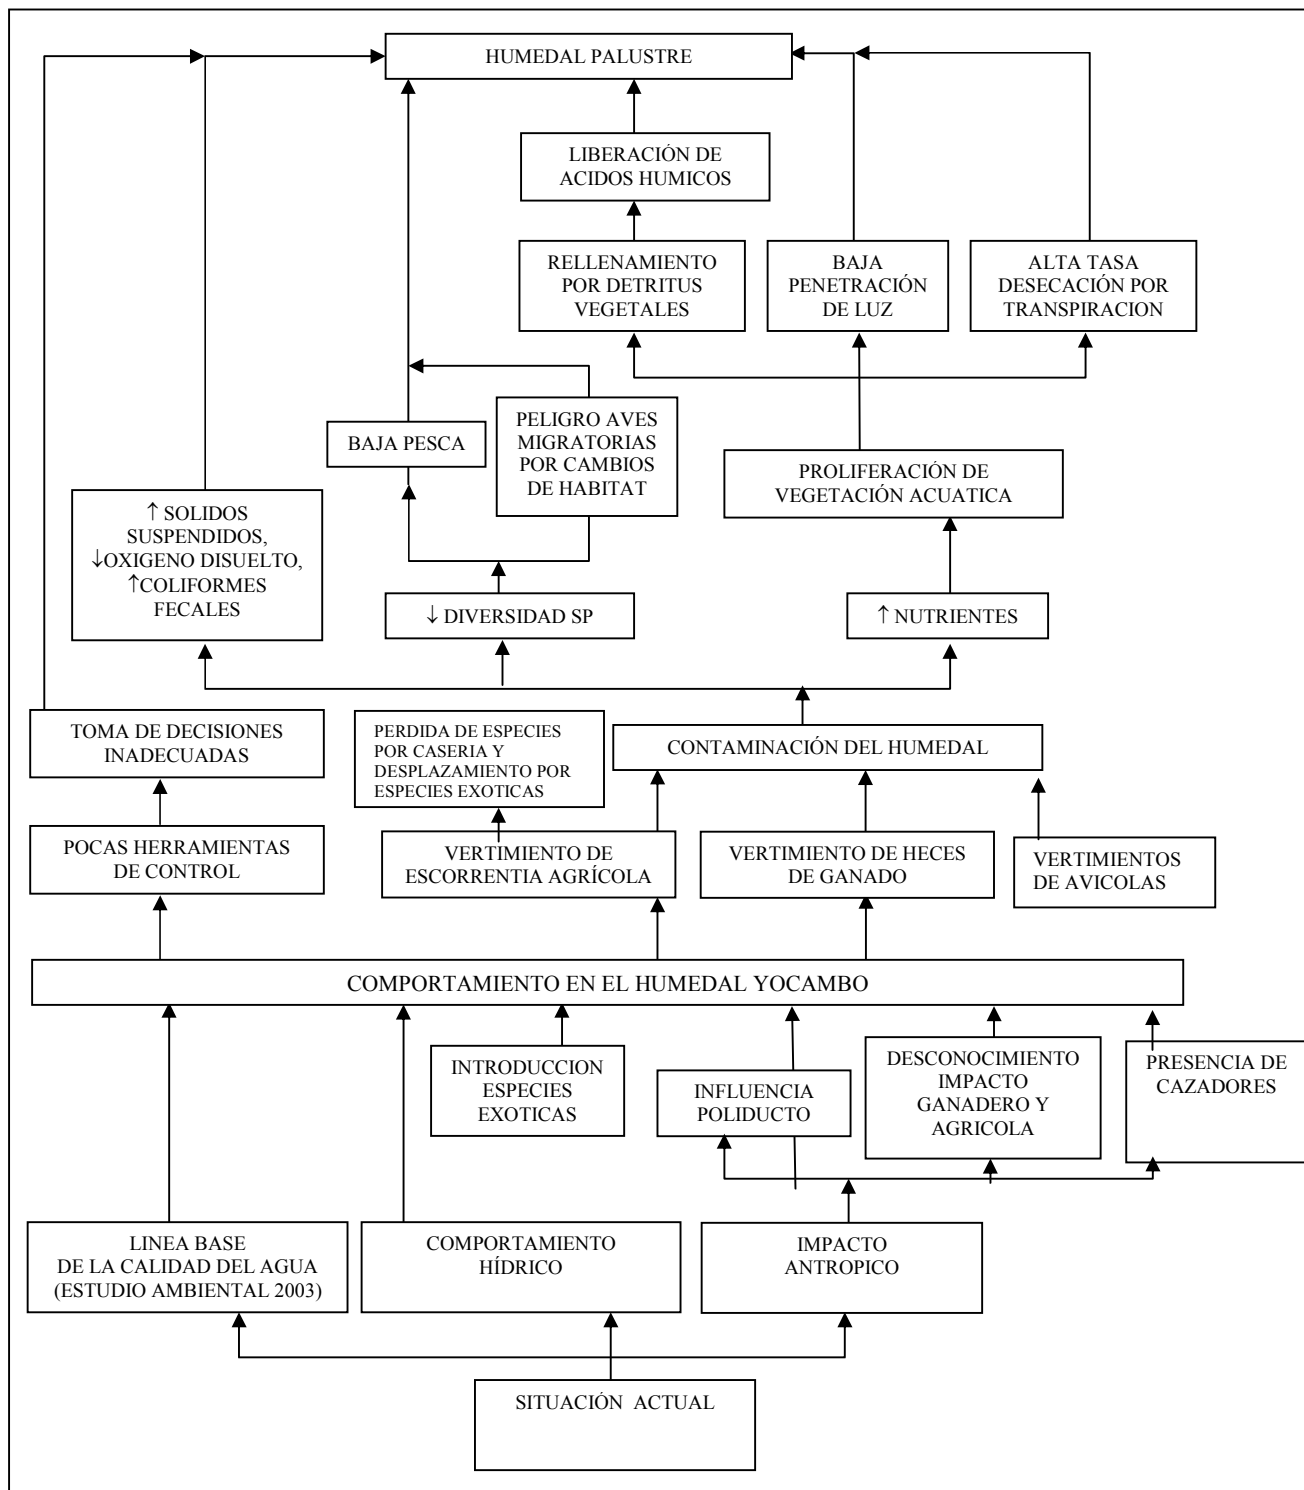 HUMEDAL PALUSTRE
LIBERACIÓN DE
ACIDOS HUMICOS
RELLENAMIENTO
POR DETRITUS
VEGETALES
BAJA
PENETRACIÓN
DE LUZ
ALTA TASA
DESECACIÓN POR
TRANSPIRACION
BAJA PESCA
PELIGRO AVES
MIGRATORIAS
POR CAMBIOS
DE HABITAT
PROLIFERACIÓN DE
VEGETACIÓN ACUATICA
↑ SOLIDOS
SUSPENDIDOS,
↓OXIGENO DISUELTO,
↑COLIFORMES
FECALES
↓ DIVERSIDAD SP
↑ NUTRIENTES
TOMA DE DECISIONES
INADECUADAS
PERDIDA DE ESPECIES
POR CASERIA Y
DESPLAZAMIENTO POR
ESPECIES EXOTICAS
CONTAMINACIÓN DEL HUMEDAL
POCAS HERRAMIENTAS
DE CONTROL
VERTIMIENTO DE
ESCORRENTIA AGRÍCOLA
VERTIMIENTO DE HECES
DE GANADO
VERTIMIENTOS
DE AVICOLAS
COMPORTAMIENTO EN EL HUMEDAL YOCAMBO
INTRODUCCION
ESPECIES
EXOTICAS
INFLUENCIA
POLIDUCTO
DESCONOCIMIENTO
IMPACTO
GANADERO Y
AGRICOLA
PRESENCIA DE
CAZADORES
LINEA BASE
DE LA CALIDAD DEL AGUA
(ESTUDIO AMBIENTAL 2003)
COMPORTAMIENTO
HÍDRICO
IMPACTO
ANTROPICO
SITUACIÓN ACTUAL